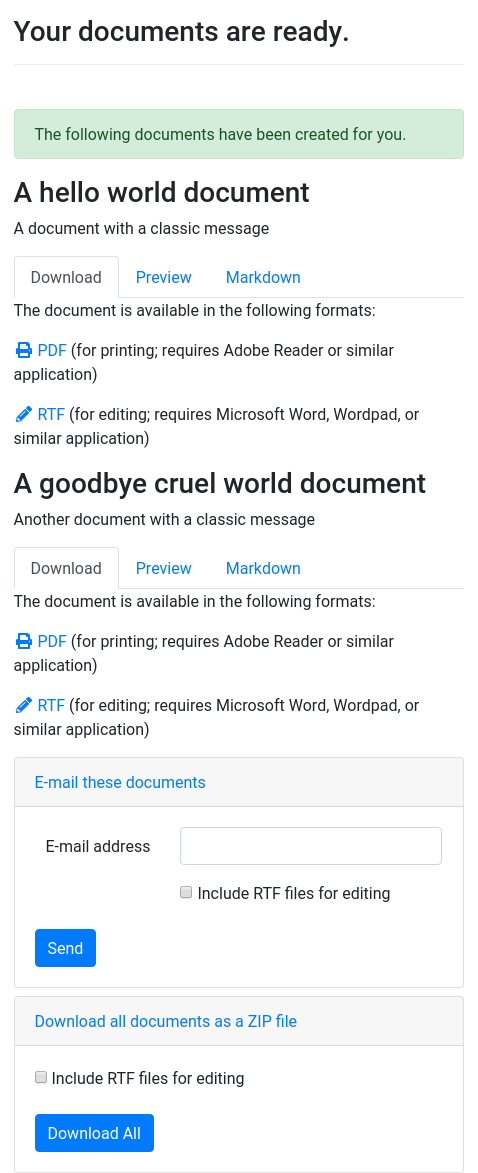 Your documents are ready.
The following documents have been created for you.
A hello world document
A document with a classic message
Download Preview Markdown
The document is available in the following formats:
PDF (for printing; requires Adobe Reader or similar
application)
RTF (for editing; requires Microsoft Word, Wordpad, or
similar application)
A goodbye cruel world document
Another document with a classic message
Download Preview Markdown
The document is available in the following formats:
PDF (for printing; requires Adobe Reader or similar
application)
RTF (for editing; requires Microsoft Word, Wordpad, or
similar application)
E-mail these documents
E-mail address
Include RTF files for editing
Send
Download all documents as a ZIP file
Include RTF files for editing
Download All